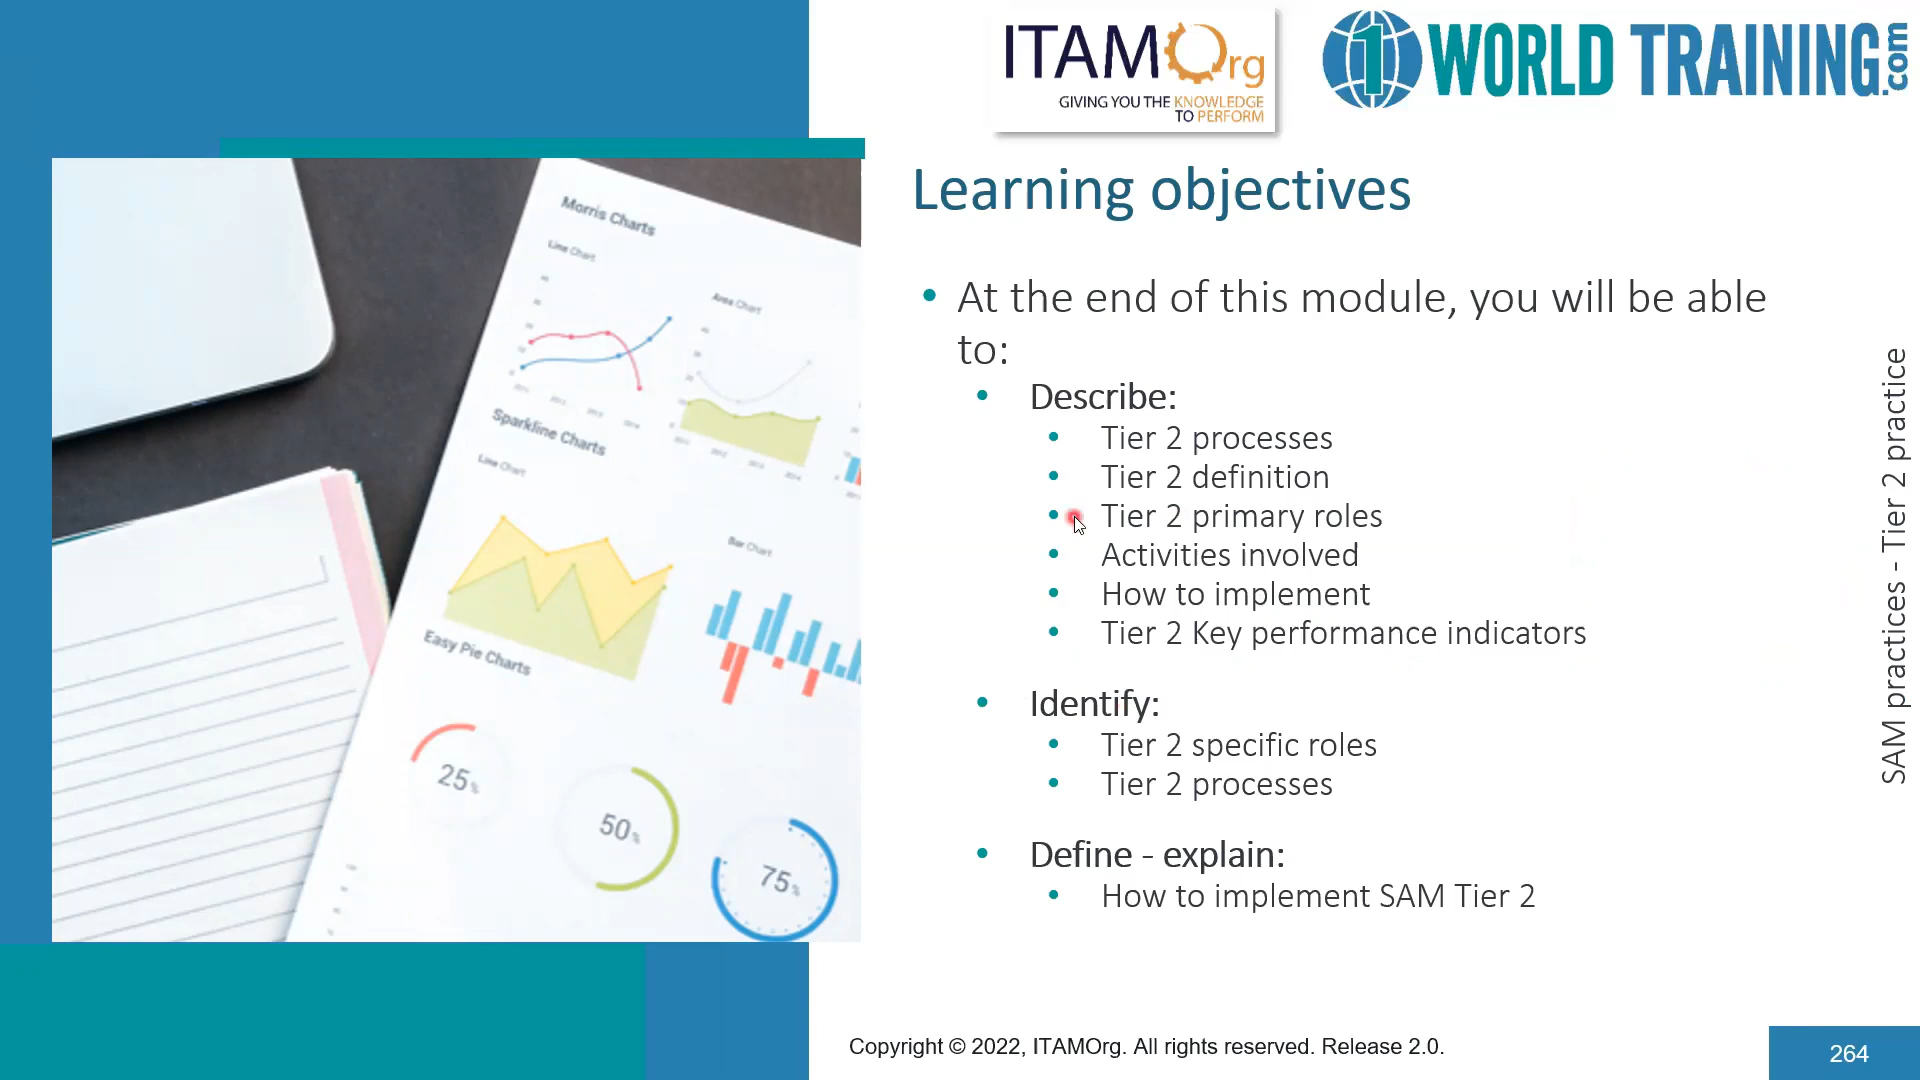 ITAMOrg
GIVING YOU THE KNOWLEDGE
TO PERFORM
1WORLD TRAINING.com
Learning objectives
• At the end of this module, you will be able
to:
• Describe:
• Tier 2 processes
• Tier 2 definition
• Tier 2 primary roles
• Activities involved
• How to implement
• Tier 2 Key performance indicators
• Identify:
• Tier 2 specific roles
• Tier 2 processes
• Define - explain:
• How to implement SAM Tier 2
SAM practices - Tier 2 practice
Morris Charts
Line Chart
Area Chart
Sparkline Charts
Line Chart
Bar Chart
Easy Pie Charts
25%
50%
75%
Copyright © 2022, ITAMOrg. All rights reserved. Release 2.0.
264